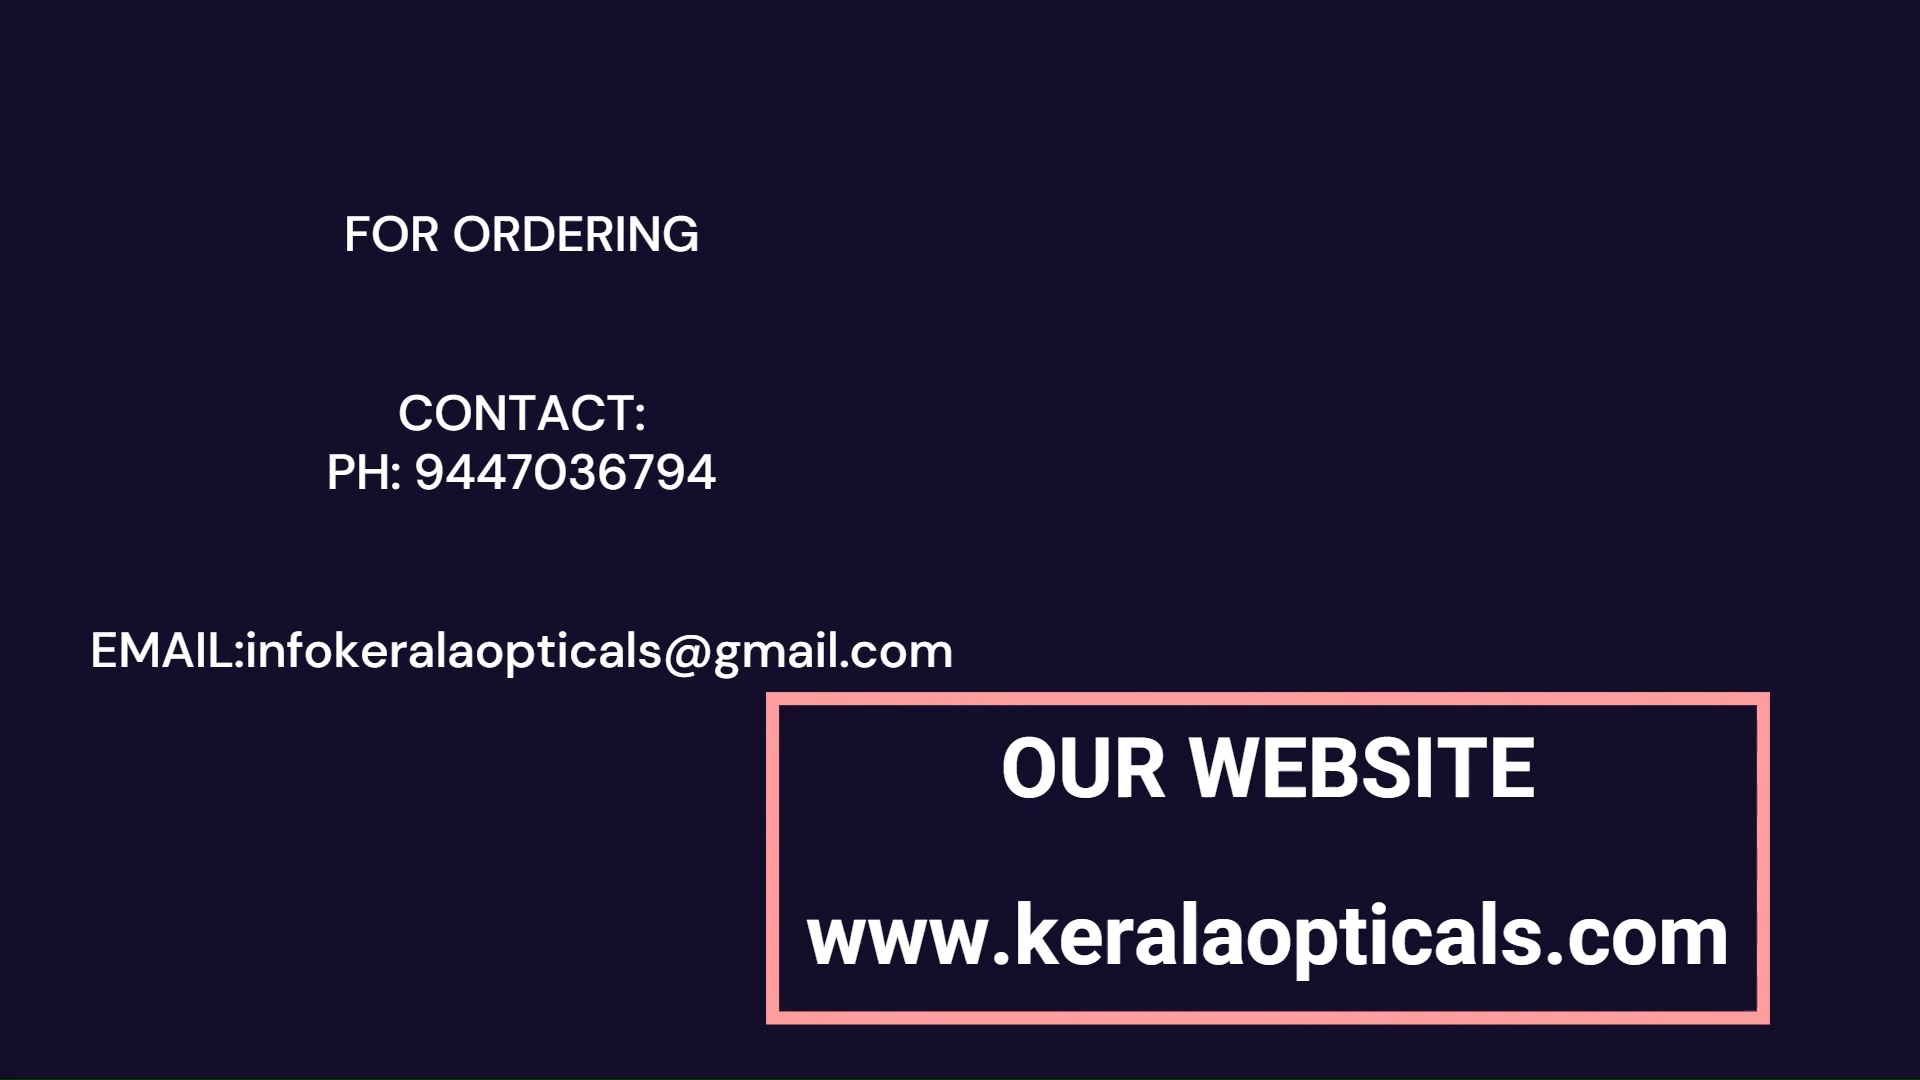 FOR ORDERING
CONTACT:
PH: 9447036794
EMAIL:infokeralaopticals@gmail.com
OUR WEBSITE
www.keralaopticals.com